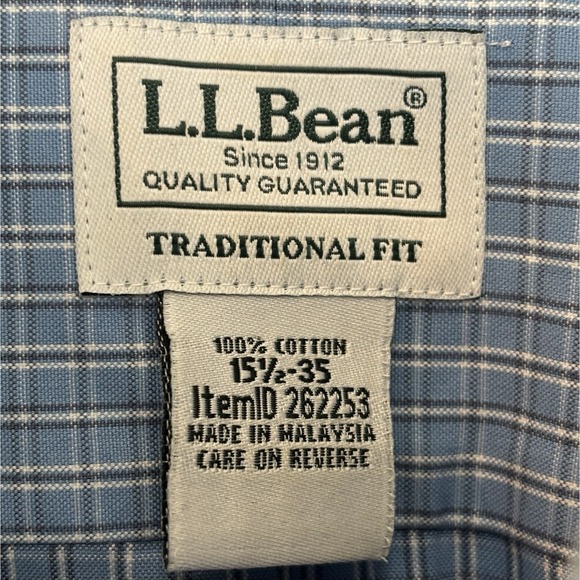 L.L.Bean®
Since 1912
QUALITY GUARANTEED
TRADITIONAL FIT
100% COTTON
15½-35
ItemID 262253
MADE IN MALAYSIA
CARE ON REVERSE